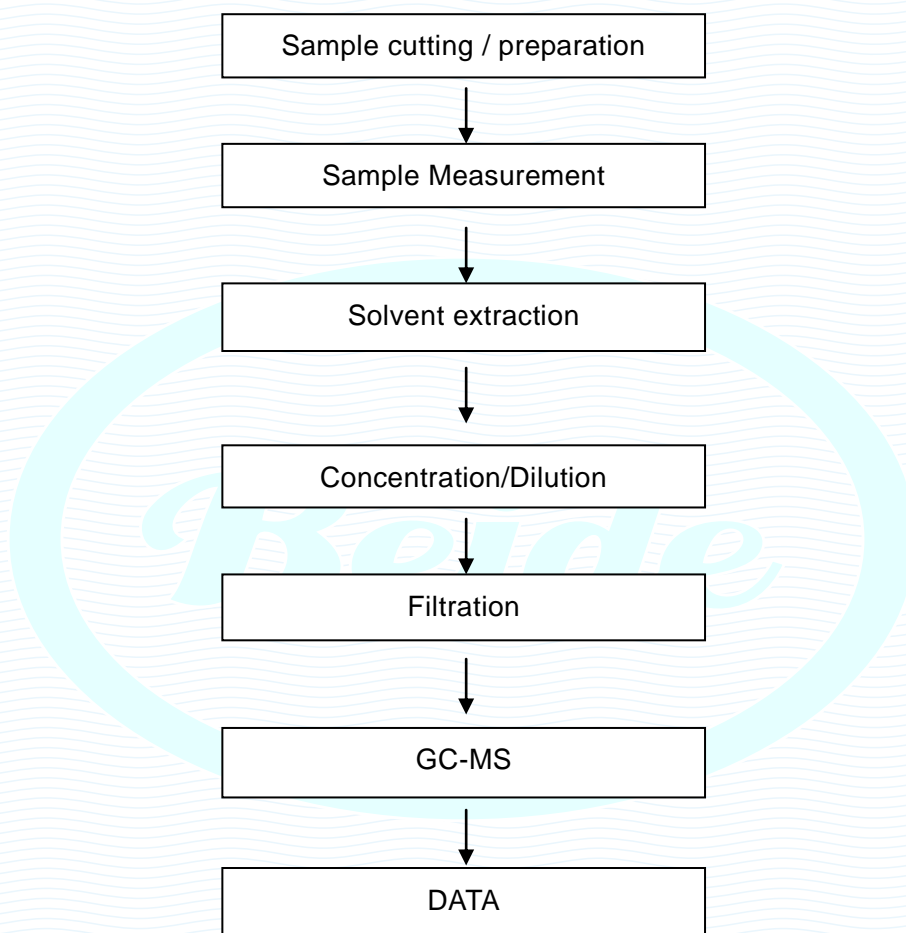 Sample cutting / preparation
Sample Measurement
Solvent extraction
Concentration/Dilution
Beide
Filtration
GC-MS
DATA